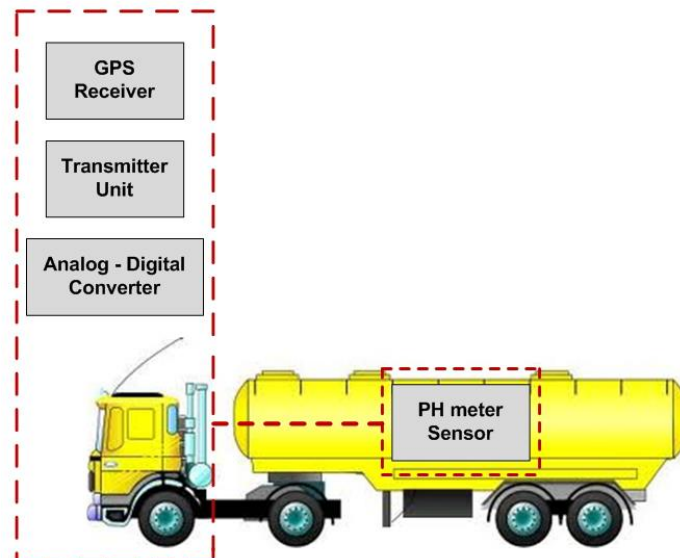 GPS
Receiver
Transmitter
Unit
Analog - Digital
Converter
PH meter
Sensor